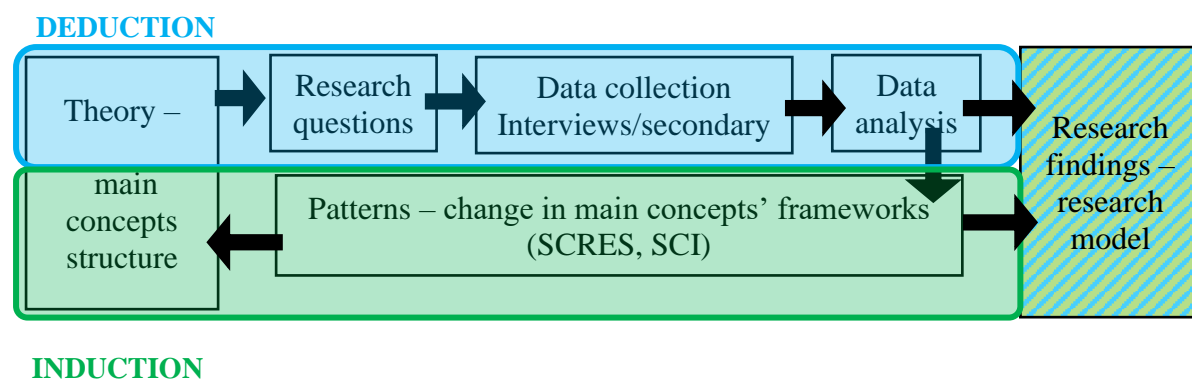 DEDUCTION
Theory –
main
concepts
structure
Research
questions
Data collection
Interviews/secondary
Data
analysis
Patterns – change in main concepts’ frameworks
(SCRES, SCI)
Research
findings –
research
model
INDUCTION